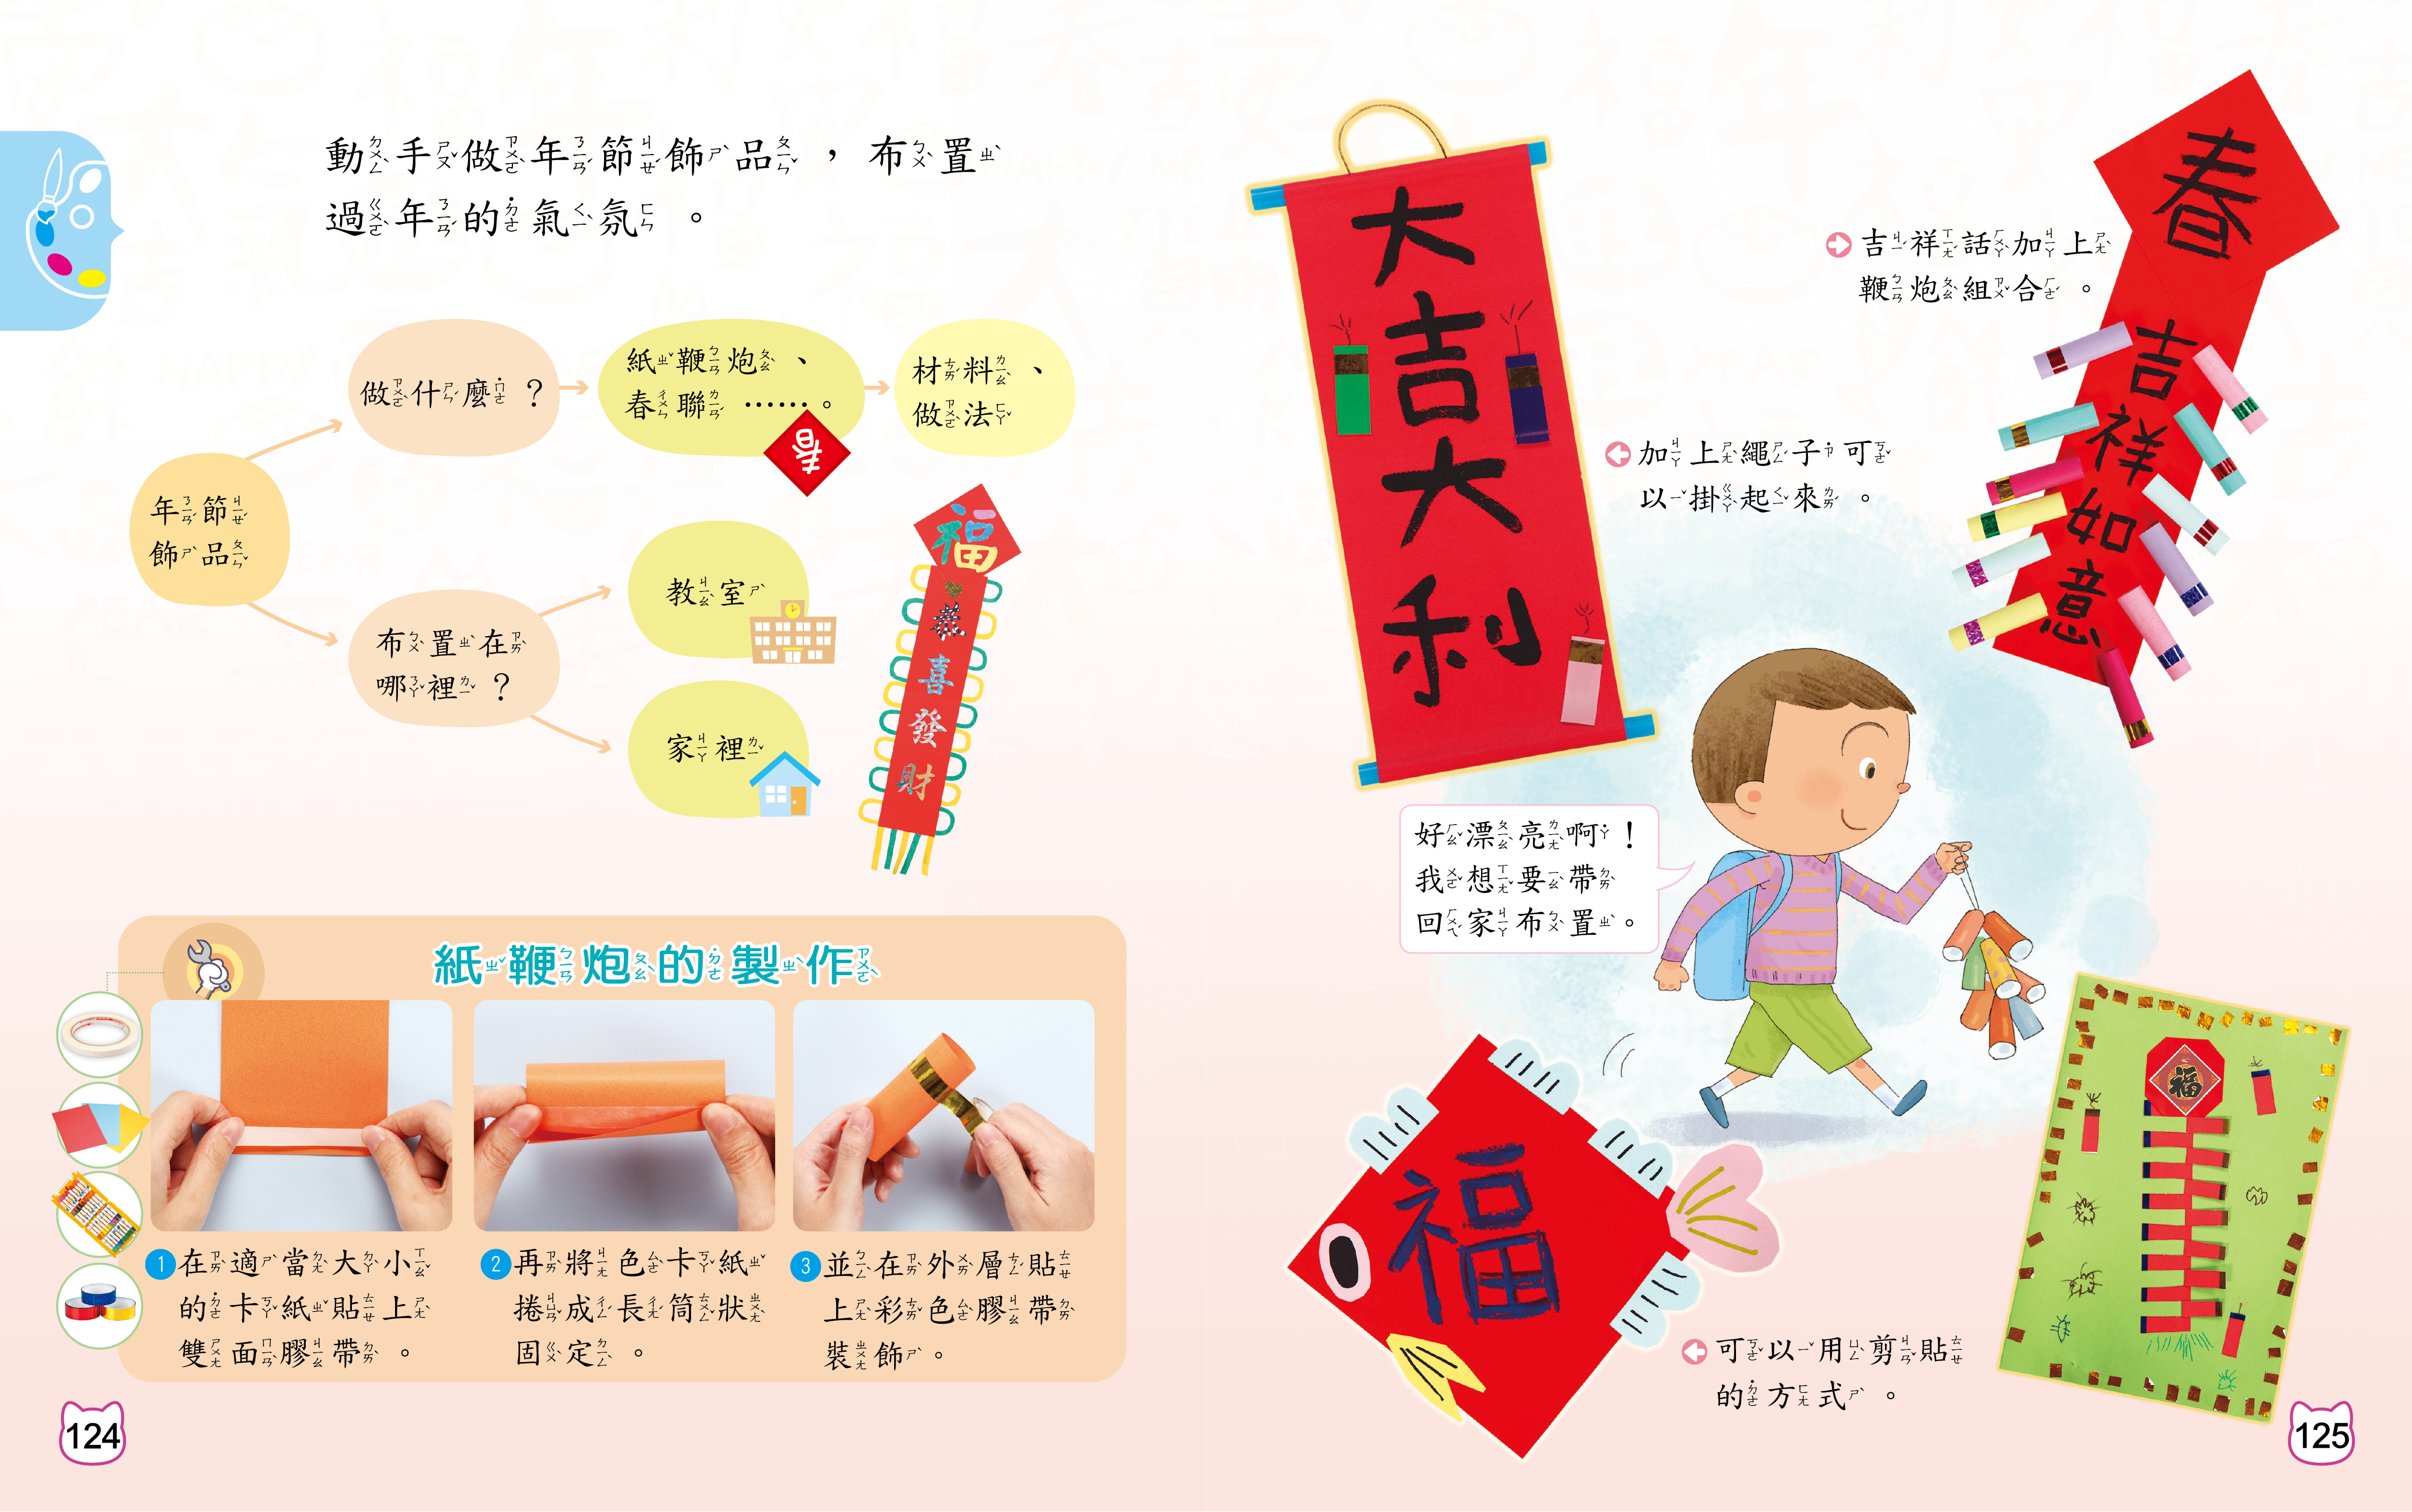 動手做年節飾品，布置
過年的氣氛。
年節
飾品
做什麼？
紙鞭炮、
春聯……。
春
材料、
做法
布置在
哪裡？
教室
家裡
福
恭
喜
發
財
紙鞭炮的製作
1 在適當大小
的卡紙貼上
雙面膠帶。
2 再將色卡紙
捲成長筒狀
固定。
3 並在外層貼
上彩色膠帶
裝飾。
124
大
吉
大
利
春
吉
祥
如
意
吉祥話加上
鞭炮組合。
加上繩子可
以掛起來。
好漂亮啊！
我想要帶
回家布置。
福
福
可以用剪貼
的方式。
125